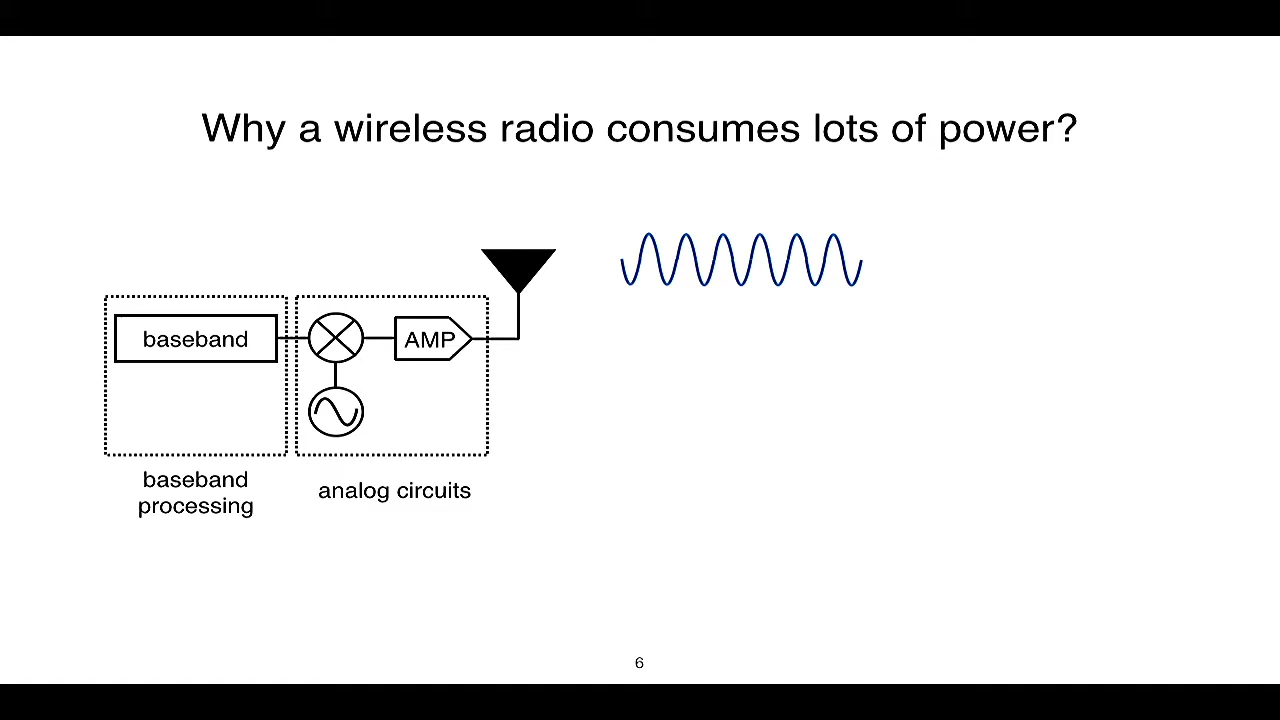 Why a wireless radio consumes lots of power?
baseband
AMP
baseband
processing
analog circuits
6